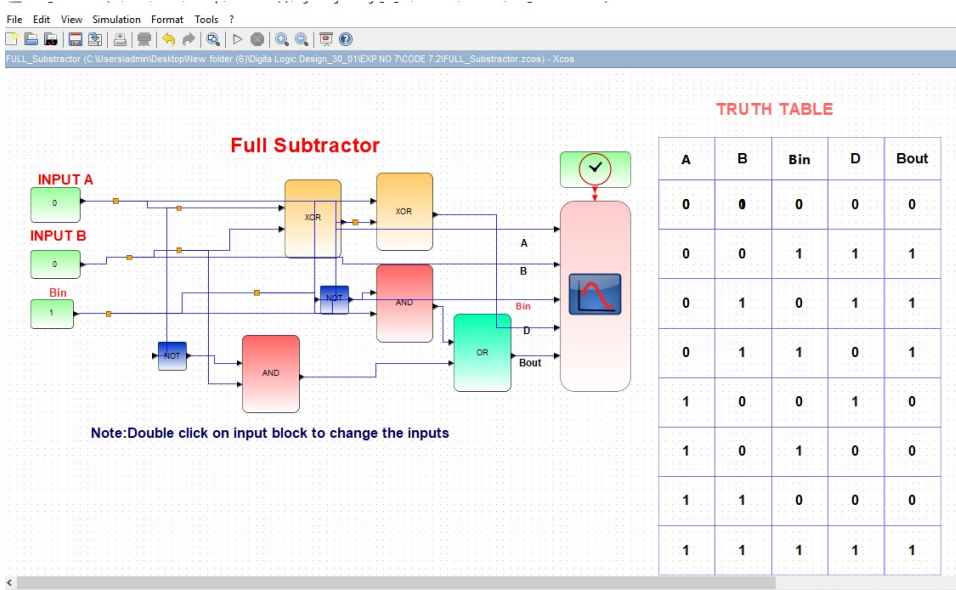 File Edit View Simulation Format Tools ?
FULL_Substractor (C:\Users\admin\Desktop\New folder (6)\Digita Logic Design_30_01\EXP NO 7\CODE 7.2\FULL_Substractor.zcos) - Xcos
TRUTH TABLE
Full Subtractor
A B Bin D Bout
INPUT A
0
XOR
XOR
0 0 0 0
INPUT B
0
A
B
0 0 1 1 1
Bin
1
NOT
AND
Bin
0 1 0 1 1
D
NOT
AND
OR
Bout
0 1 1 0 1
1 0 0 1 0
Note:Double click on input block to change the inputs
1 0 1 0 0
1 1 0 0 0
1 1 1 1 1